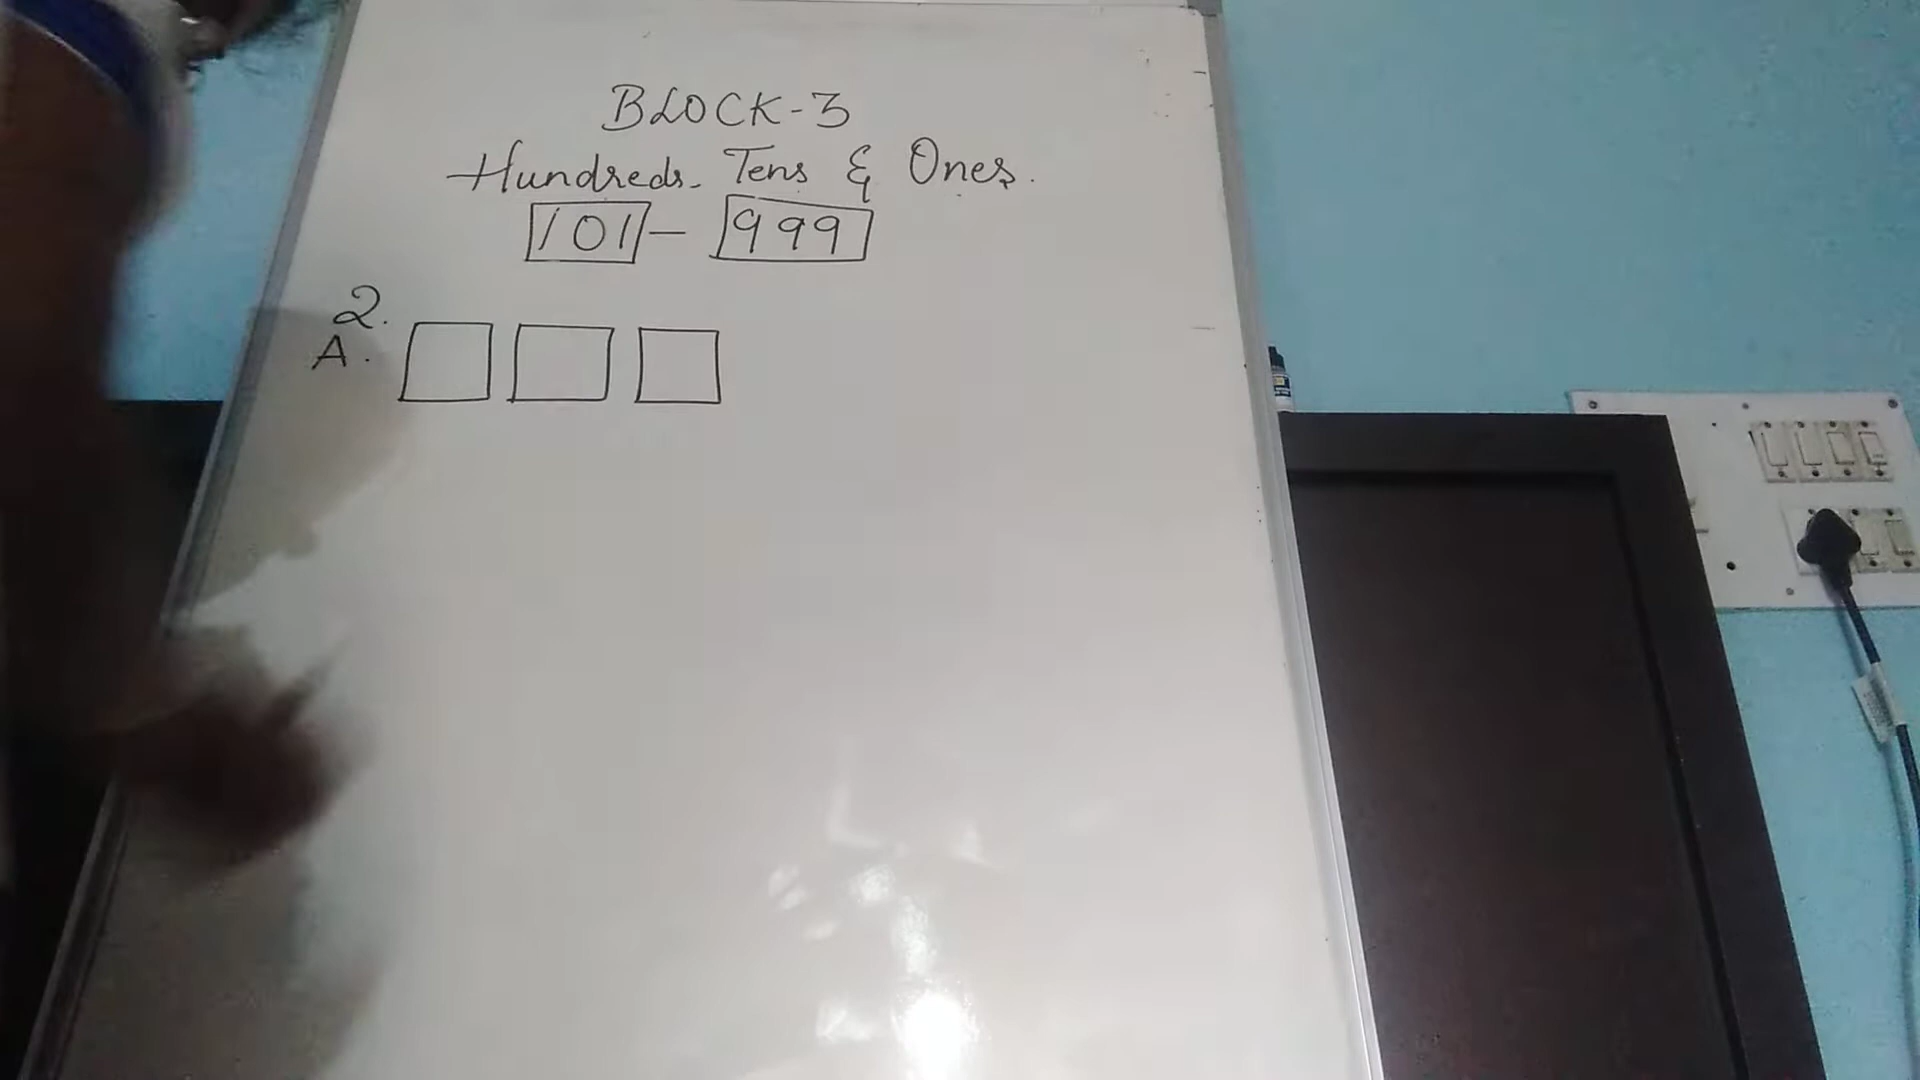 BLOCK-3
Hundreds. Tens & Ones.
101 - 999
2.
A.